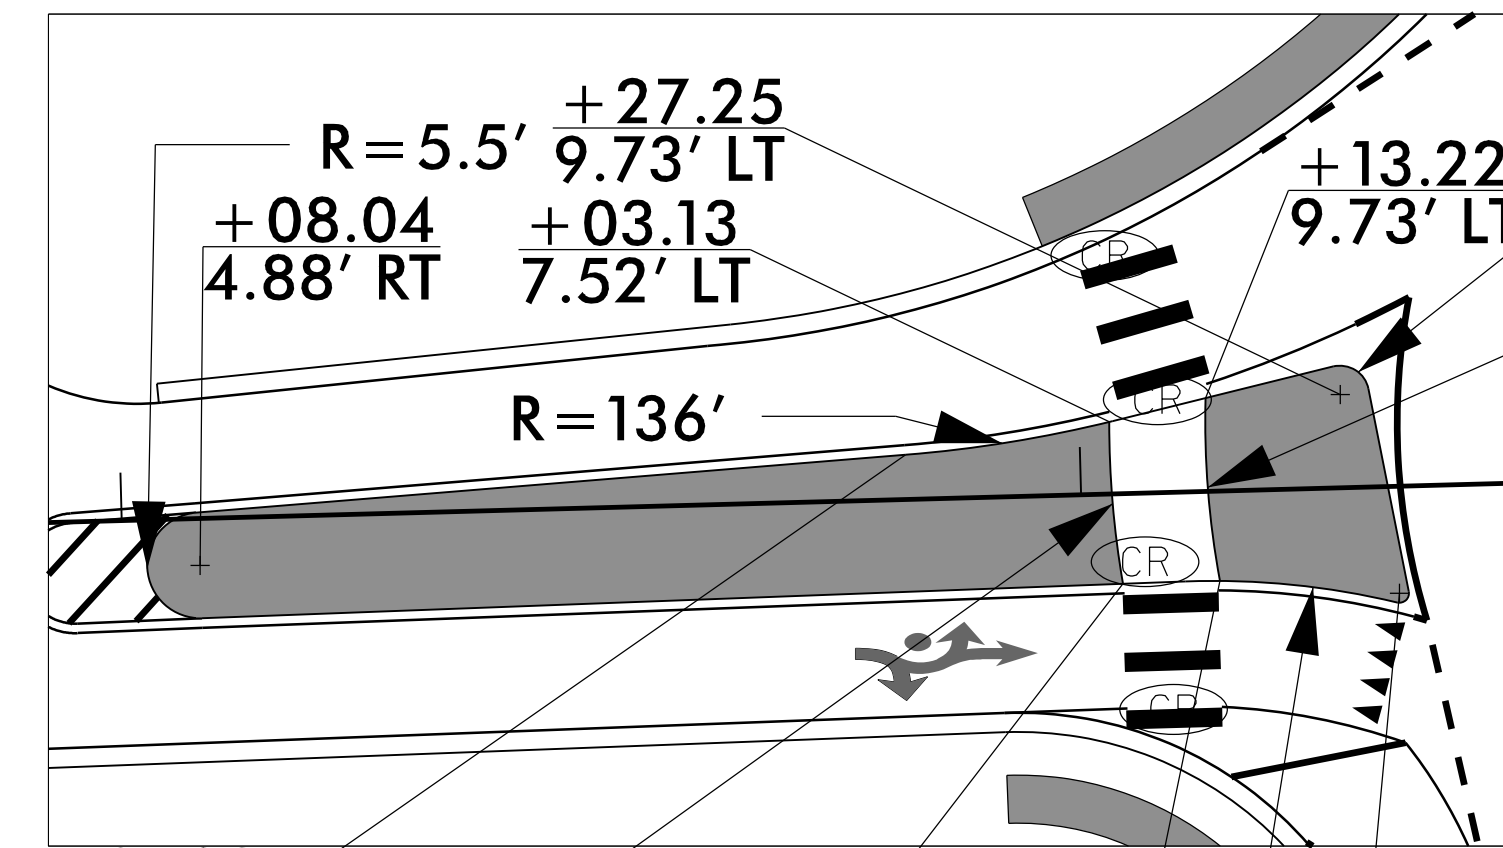 +27.25
R=5.5′ 9.73′ LT
+13.22
+08.04 +03.13
9.73′ LT
4.88′ RT 7.52′ LT
CR
R=136′
CR
CR
CR